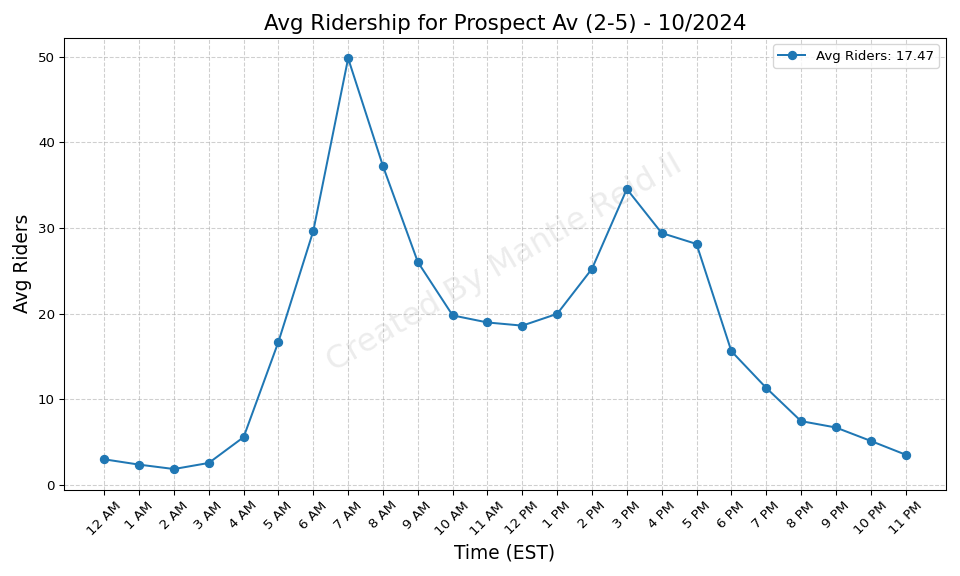 Avg Ridership for Prospect Av (2-5) - 10/2024
Avg Riders: 17.47
50
40
30
20
10
0
Avg Riders
Created By Mantle Reid II
12 AM
1 AM
2 AM
3 AM
4 AM
5 AM
6 AM
7 AM
8 AM
9 AM
10 AM
11 AM
12 PM
1 PM
2 PM
3 PM
4 PM
5 PM
6 PM
7 PM
8 PM
9 PM
10 PM
11 PM
Time (EST)